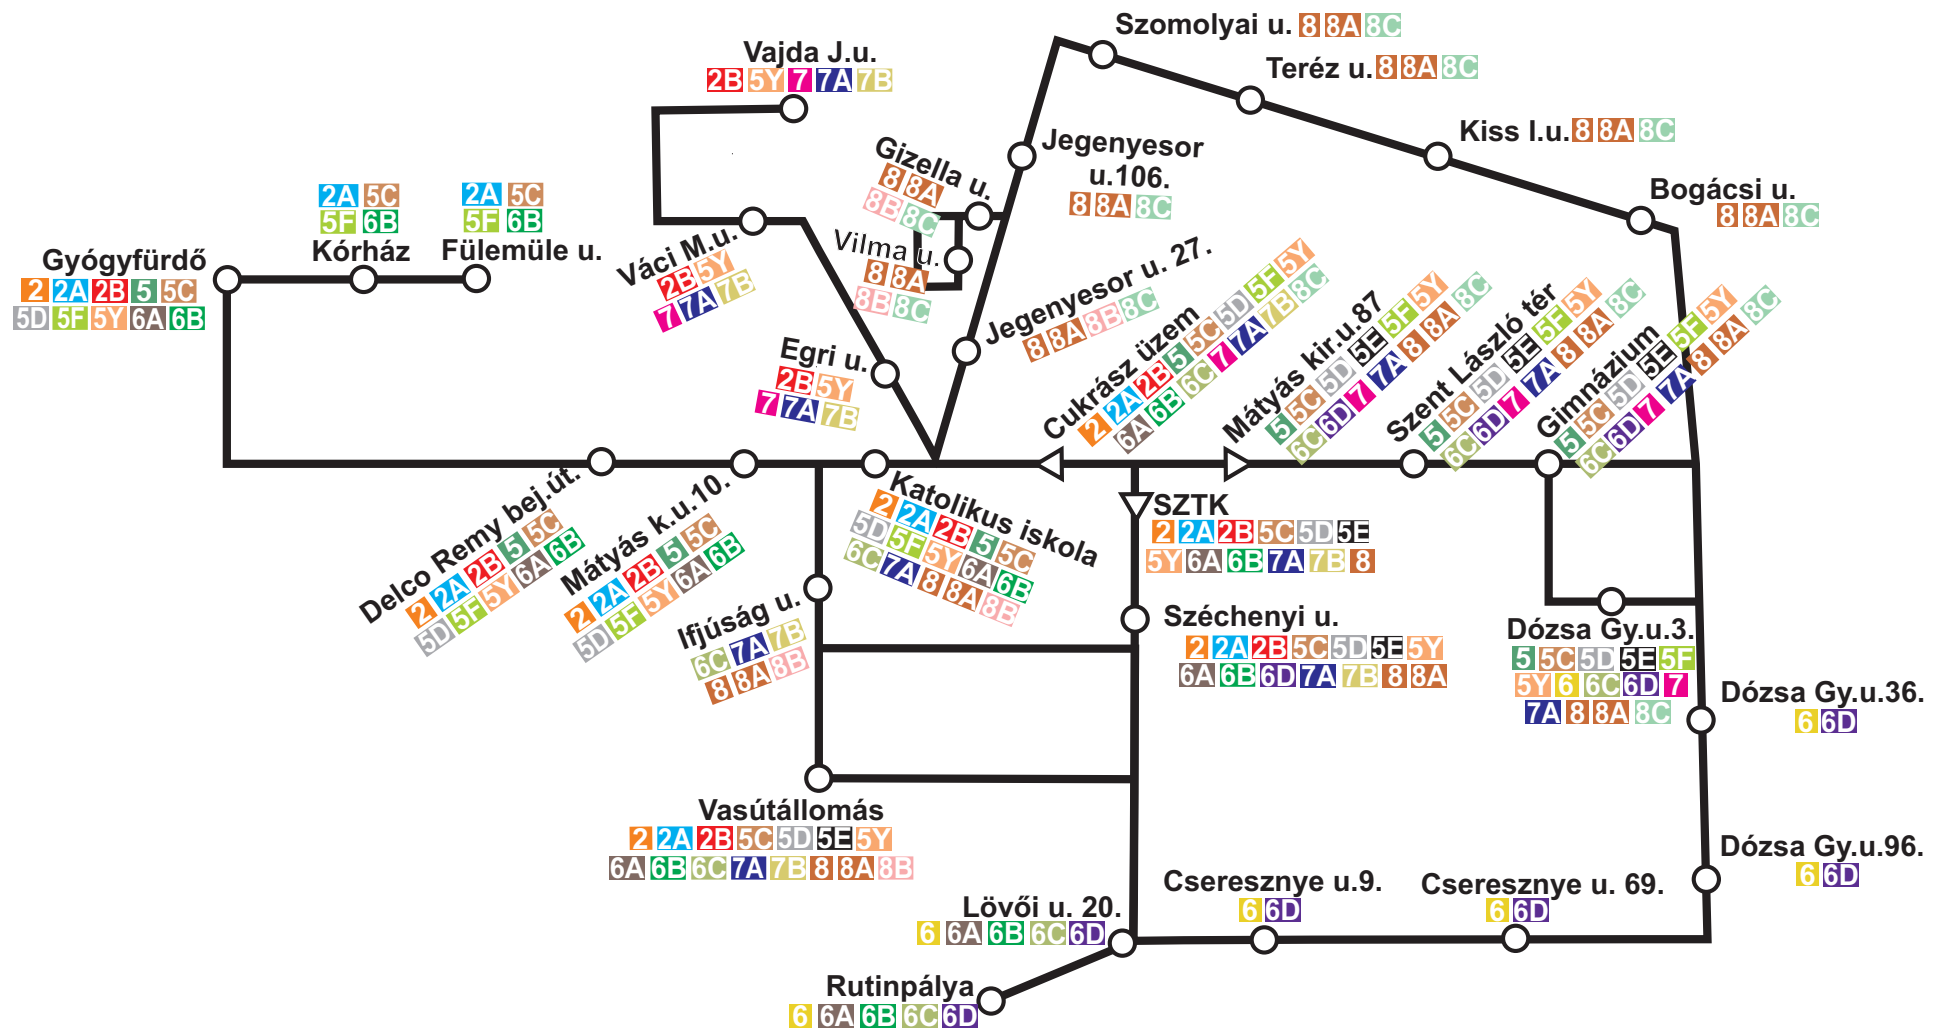 Szomolyai u. 8 8A 8C
Vajda J.u.
2B 5Y 7 7A 7B
Teréz u. 8 8A 8C
Kiss I.u. 8 8A 8C
Jegenyesor
u.106.
8 8A 8C
Gizella u.
8 8A
8B 8C
Bogácsi u.
8 8A 8C
2A 5C
5F 6B
Kórház
2A 5C
5F 6B
Fülemüle u.
Gyógyfürdő
2 2A 2B 5 5C
5D 5F 5Y 6A 6B
Váci M.u.
2B 5Y
7 7A 7B
Vilma u.
8 8A
8B 8C
Jegenyesor u. 27.
8 8A 8B 8C
Egri u.
2B 5Y
7 7A 7B
Cukrász üzem
2 2A 2B 5 5C 5D 5F 5Y
6A 6B 6C 7 7A 7B 8C
Mátyás kir.u.87
5 5C 5D 5E 5F 5Y
6C 6D 7 7A 8 8A 8C
Szent László tér
5 5C 5D 5E 5F 5Y
6C 6D 7 7A 8 8A 8C
Gimnázium
5 5C 5D 5E 5F 5Y
6C 6D 7 7A 8 8A 8C
Delco Remy bej.út.
2 2A 2B 5 5C
5D 5F 5Y 6A 6B
Mátyás k.u.10.
2 2A 2B 5 5C
5D 5F 5Y 6A 6B
Katolikus iskola
2 2A 2B 5 5C
5D 5F 5Y 6A 6B
6C 7A 8 8A 8B
SZTK
2 2A 2B 5C 5D 5E
5Y 6A 6B 7A 7B 8
Ifjúság u.
6C 7A 7B
8 8A 8B
Széchenyi u.
2 2A 2B 5C 5D 5E 5Y
6A 6B 6D 7A 7B 8 8A
Dózsa Gy.u.3.
5 5C 5D 5E 5F
5Y 6 6C 6D 7
7A 8 8A 8C
Dózsa Gy.u.36.
6 6D
Vasútállomás
2 2A 2B 5C 5D 5E 5Y
6A 6B 6C 7A 7B 8 8A 8B
Dózsa Gy.u.96.
6 6D
Cseresznye u.9.
6 6D
Cseresznye u. 69.
6 6D
Lövői u. 20.
6 6A 6B 6C 6D
Rutinpálya
6 6A 6B 6C 6D